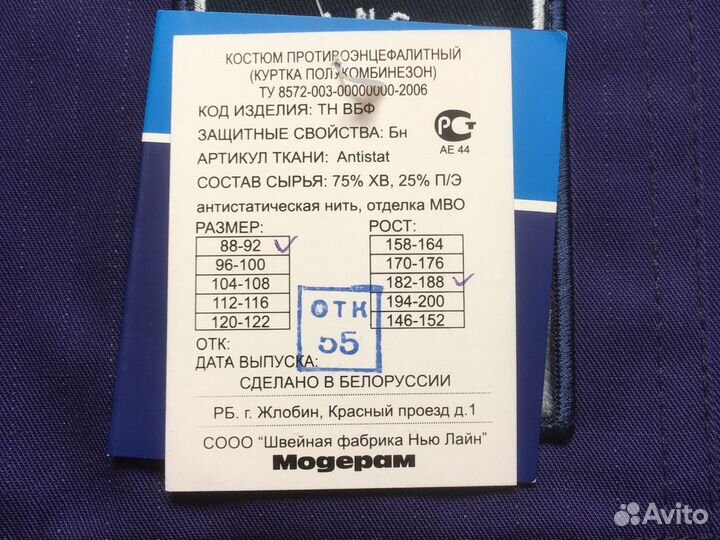 КОСТЮМ ПРОТИВОЭНЦЕФАЛИТНЫЙ
(КУРТКА ПОЛУКОМБИНЕЗОН)
ТУ 8572-003-00000000-2006
КОД ИЗДЕЛИЯ: ТН ВБФ
ЗАЩИТНЫЕ СВОЙСТВА: Бн
РСТ
АЕ 44
АРТИКУЛ ТКАНИ: Antistat
СОСТАВ СЫРЬЯ: 75% ХВ, 25% П/Э
антистатическая нить, отделка МВО
РАЗМЕР: РОСТ:
88-92 158-164
96-100 170-176
104-108 182-188
112-116 194-200
120-122 146-152
ОТК
55
ОТК:
ДАТА ВЫПУСКА:
СДЕЛАНО В БЕЛОРУССИИ
РБ. г. Жлобин, Красный проезд д.1
СООО “Швейная фабрика Нью Лайн”
Модерам
Avito